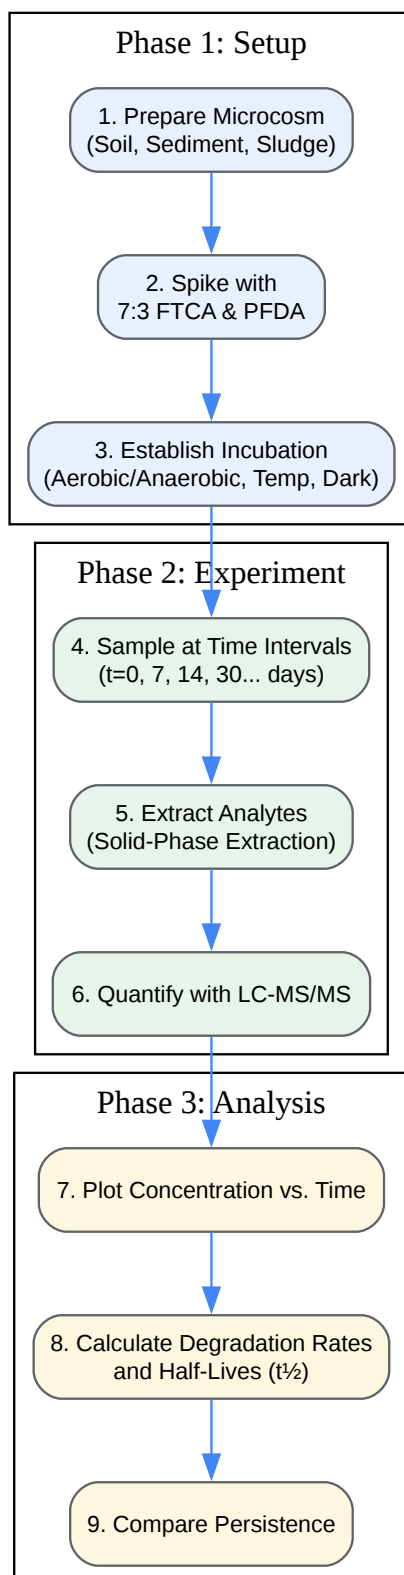 Phase 1: Setup
1. Prepare Microcosm
(Soil, Sediment, Sludge)
2. Spike with
7:3 FTCA & PFDA
3. Establish Incubation
(Aerobic/Anaerobic, Temp, Dark)
Phase 2: Experiment
4. Sample at Time Intervals
(t=0, 7, 14, 30... days)
5. Extract Analytes
(Solid-Phase Extraction)
6. Quantify with LC-MS/MS
Phase 3: Analysis
7. Plot Concentration vs. Time
8. Calculate Degradation Rates
and Half-Lives (t½)
9. Compare Persistence